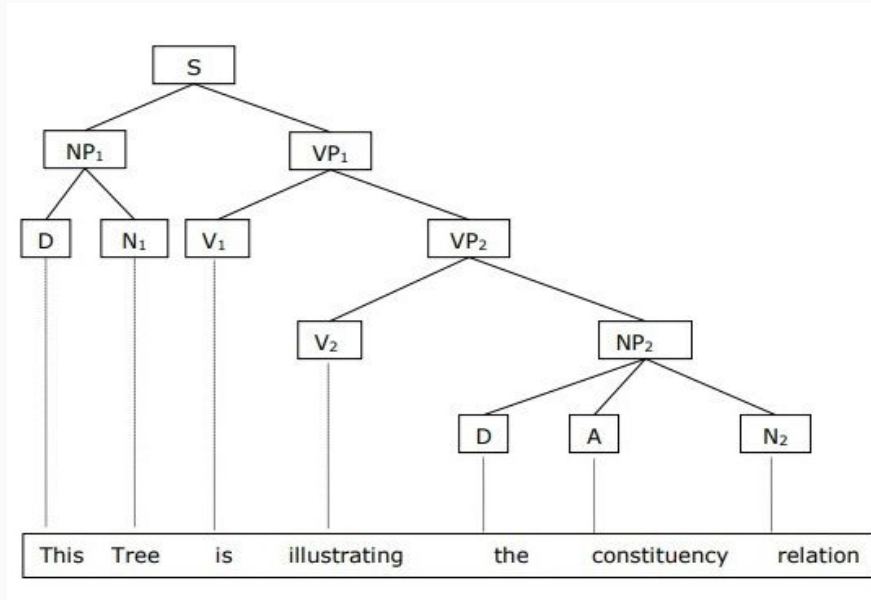 S
NP₁ VP₁
D N₁ V₁ VP₂
V₂ NP₂
D A N₂
This Tree is illustrating the constituency relation